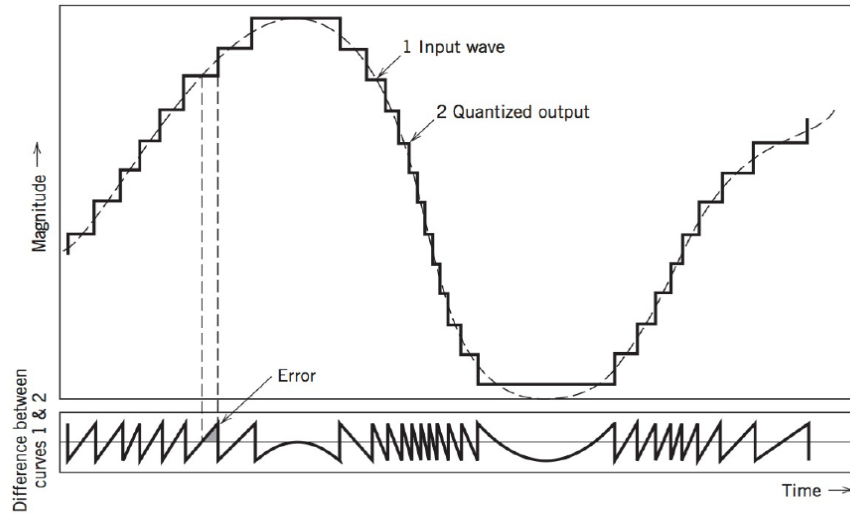 1 Input wave
2 Quantized output
Magnitude →
Error
Difference between
curves 1 & 2
Time →